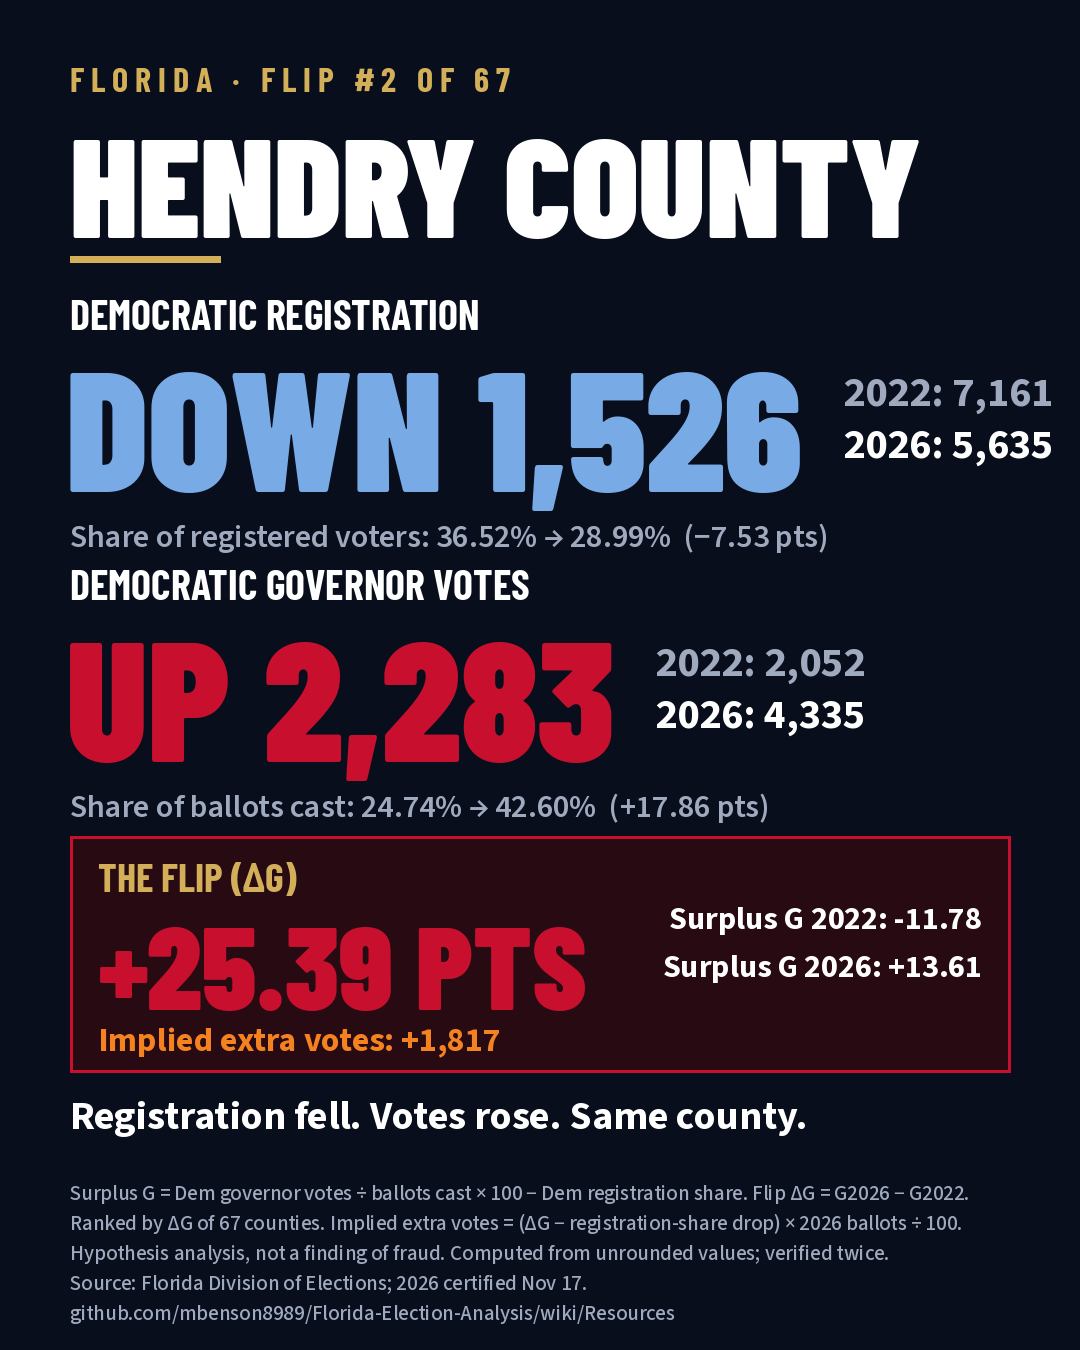 FLORIDA · FLIP #2 OF 67
HENDRY COUNTY
DEMOCRATIC REGISTRATION
DOWN 1,526
2022: 7,161
2026: 5,635
Share of registered voters: 36.52% → 28.99% (−7.53 pts)
DEMOCRATIC GOVERNOR VOTES
UP 2,283
2022: 2,052
2026: 4,335
Share of ballots cast: 24.74% → 42.60% (+17.86 pts)
THE FLIP (ΔG)
+25.39 PTS
Surplus G 2022: -11.78
Surplus G 2026: +13.61
Implied extra votes: +1,817
Registration fell. Votes rose. Same county.
Surplus G = Dem governor votes ÷ ballots cast × 100 − Dem registration share. Flip ΔG = G2026 − G2022.
Ranked by ΔG of 67 counties. Implied extra votes = (ΔG − registration-share drop) × 2026 ballots ÷ 100.
Hypothesis analysis, not a finding of fraud. Computed from unrounded values; verified twice.
Source: Florida Division of Elections; 2026 certified Nov 17.
github.com/mbenson8989/Florida-Election-Analysis/wiki/Resources